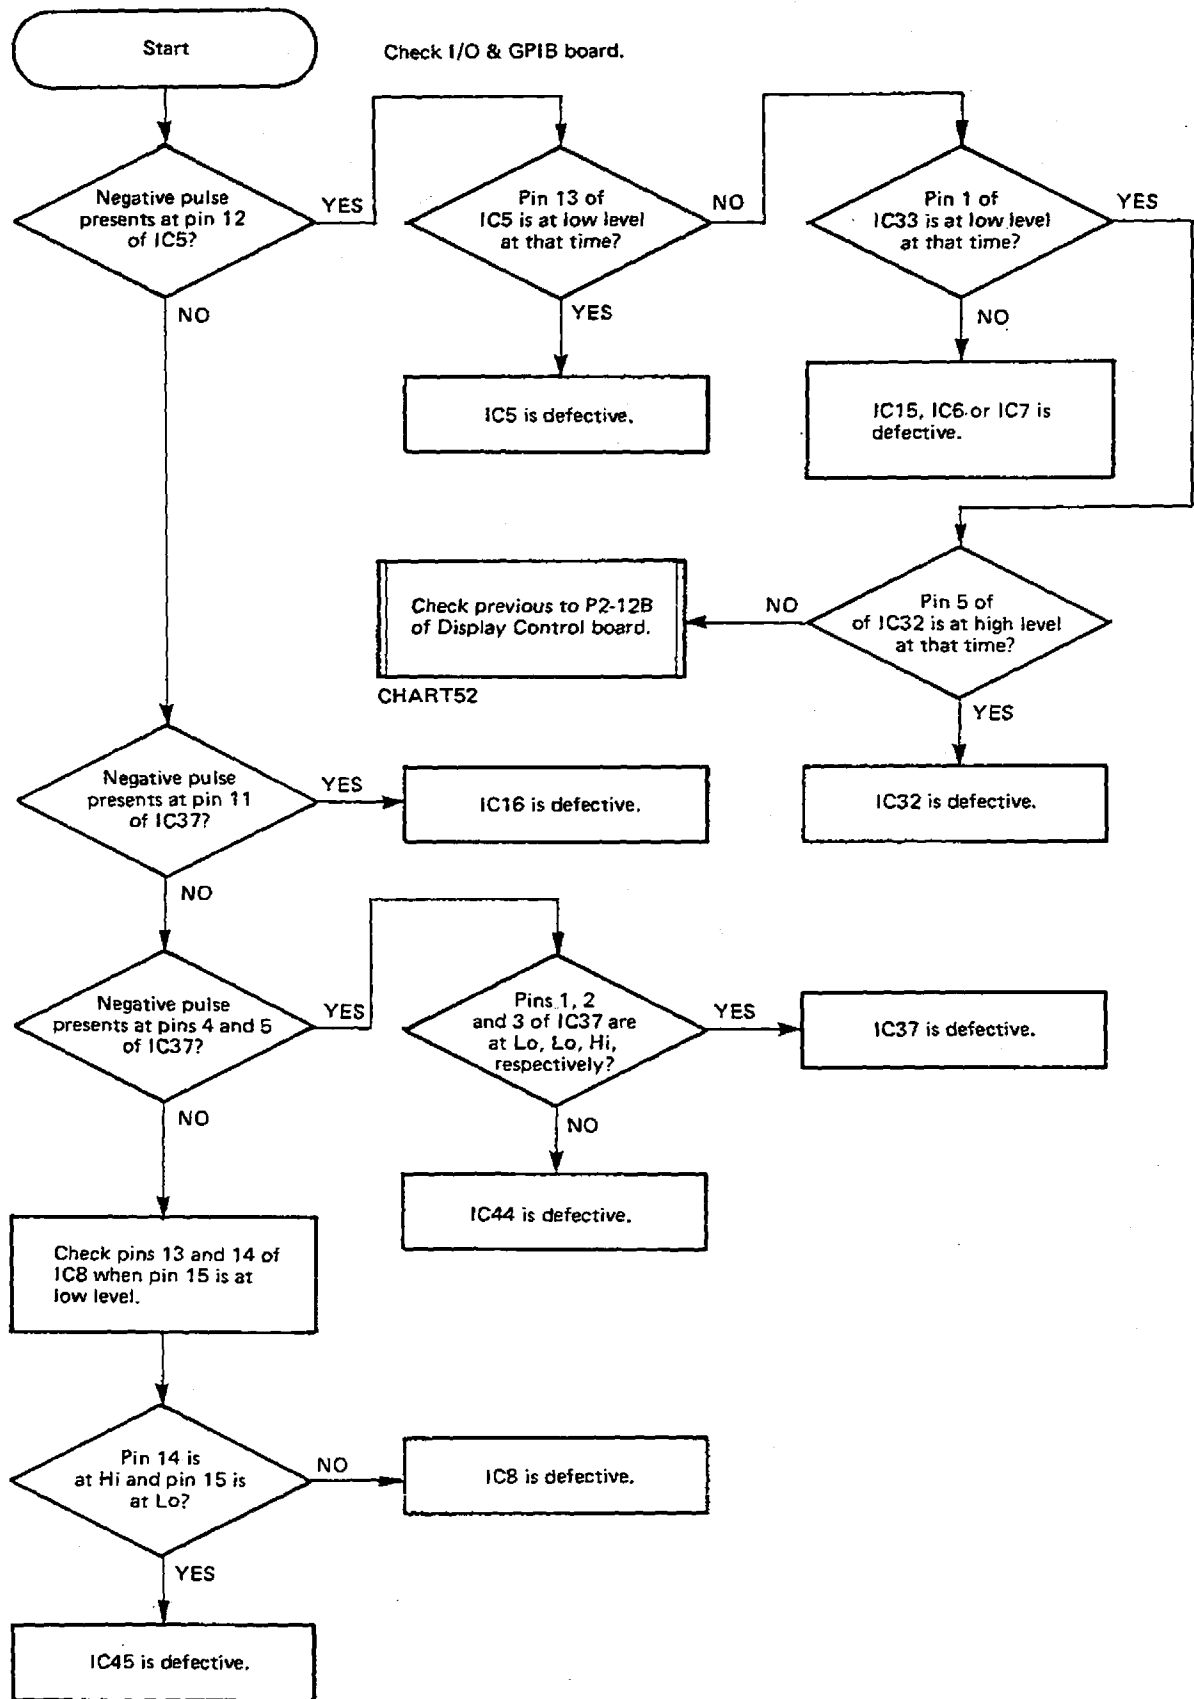 Start
Check I/O & GPIB board.
Negative pulse
presents at pin 12
of IC5?
YES
NO
Pin 13 of
IC5 is at low level
at that time?
NO
YES
IC5 is defective.
Pin 1 of
IC33 is at low level
at that time?
YES
NO
IC15, IC6 or IC7 is
defective.
Pin 5 of
of IC32 is at high level
at that time?
NO
Check previous to P2-12B
of Display Control board.
CHART52
YES
IC32 is defective.
Negative pulse
presents at pin 11
of IC37?
YES
IC16 is defective.
NO
Negative pulse
presents at pins 4 and 5
of IC37?
YES
Pins 1, 2
and 3 of IC37 are
at Lo, Lo, Hi,
respectively?
YES
IC37 is defective.
NO
IC44 is defective.
NO
Check pins 13 and 14 of
IC8 when pin 15 is at
low level.
Pin 14 is
at Hi and pin 15 is
at Lo?
NO
IC8 is defective.
YES
IC45 is defective.